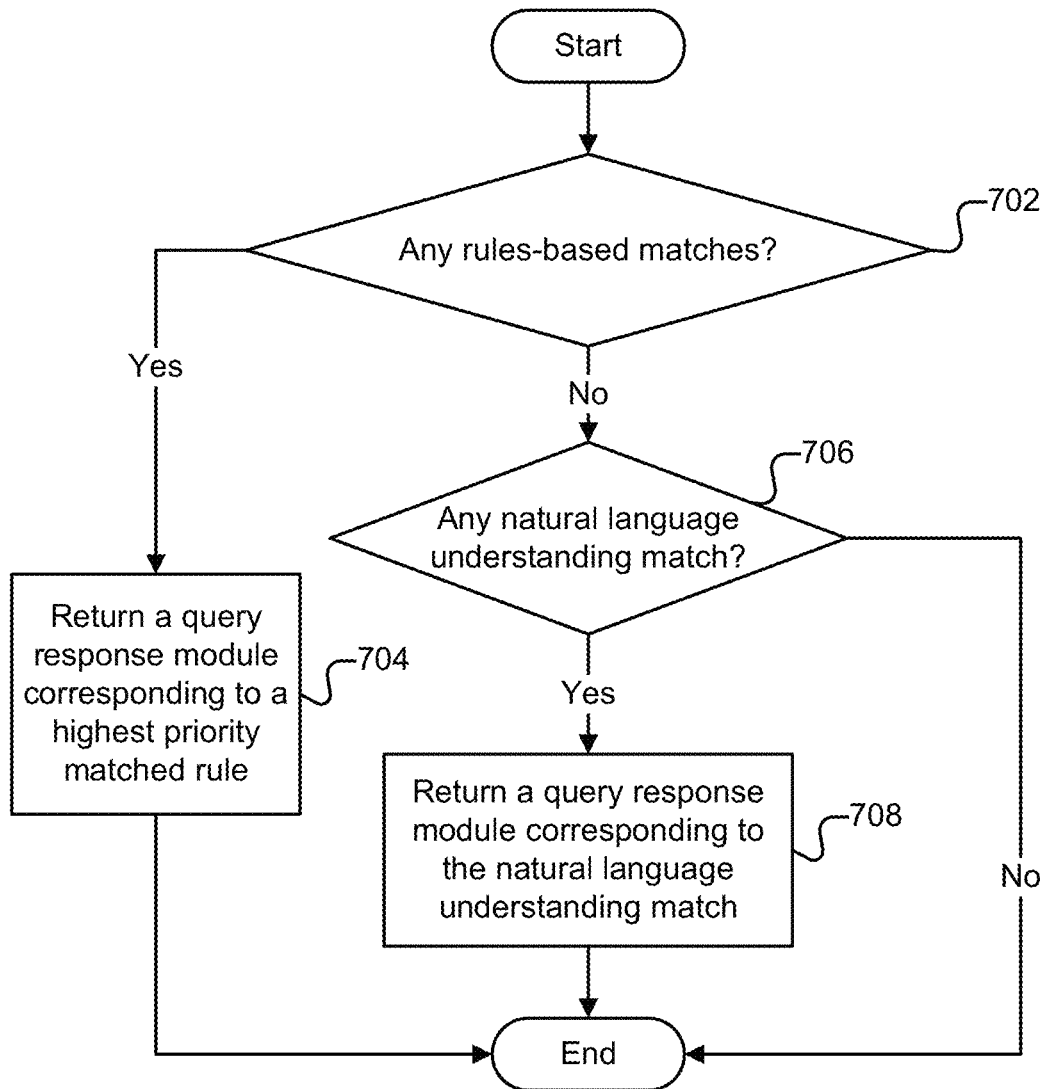 Start
Any rules-based matches?
702
Yes
No
706
Any natural language
understanding match?
Return a query
response module
corresponding to a
highest priority
matched rule
704
Yes
Return a query response
module corresponding to
the natural language
understanding match
708
No
End